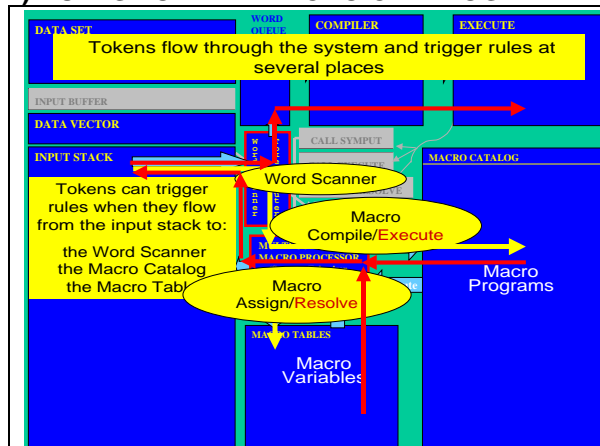 DATA SET
WORD
QUEUE
COMPILER
EXECUTE
Tokens flow through the system and trigger rules at
several places
INPUT BUFFER
DATA VECTOR
INPUT STACK
CALL SYMPUT
MACRO CATALOG
Word Scanner
Tokens can trigger
rules when they flow
from the input stack to:
the Word Scanner
the Macro Catalog
the Macro Tabl
Macro
Compile/Execute
MACRO PROCESSOR
Macro
Programs
Macro
Assign/Resolve
MACRO TABLES
Macro
Variables